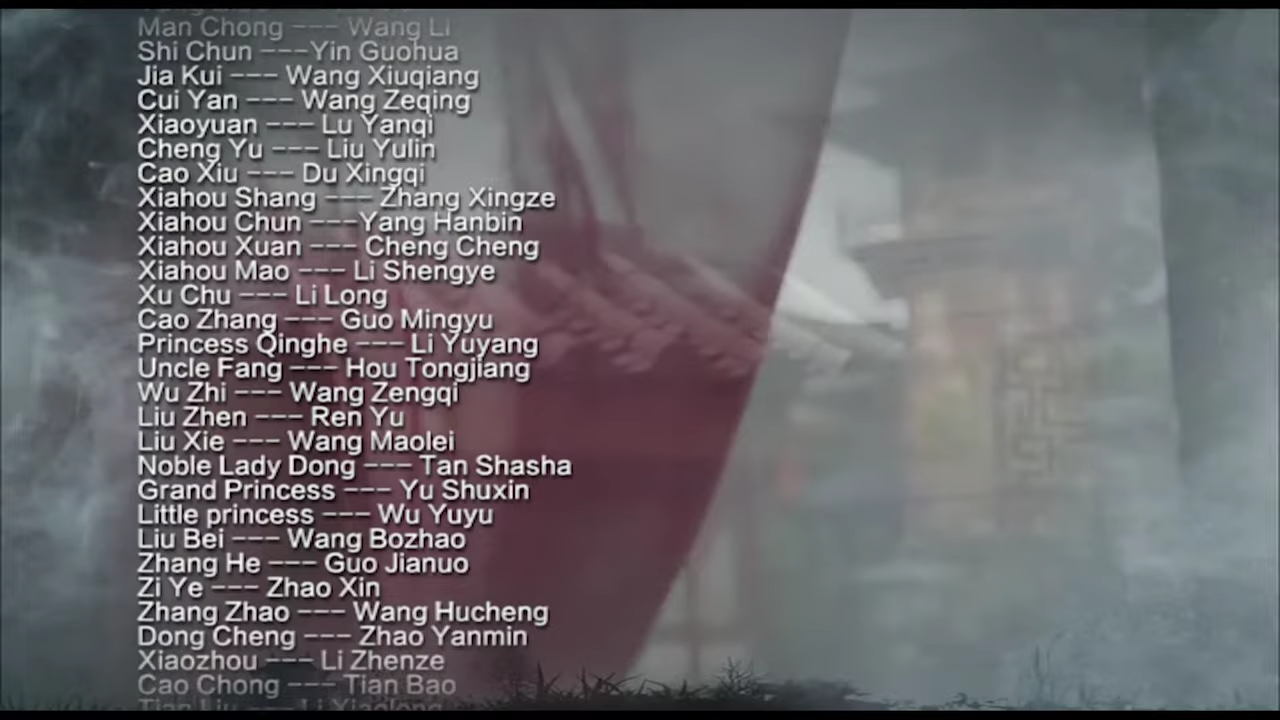 Man Chong --- Wang Li
Shi Chun ---Yin Guohua
Jia Kui --- Wang Xiuqiang
Cui Yan --- Wang Zeqing
Xiaoyuan --- Lu Yanqi
Cheng Yu --- Liu Yulin
Cao Xiu --- Du Xingqi
Xiahou Shang --- Zhang Xingze
Xiahou Chun ---Yang Hanbin
Xiahou Xuan --- Cheng Cheng
Xiahou Mao --- Li Shengye
Xu Chu --- Li Long
Cao Zhang --- Guo Mingyu
Princess Qinghe --- Li Yuyang
Uncle Fang --- Hou Tongjiang
Wu Zhi --- Wang Zengqi
Liu Zhen --- Ren Yu
Liu Xie --- Wang Maolei
Noble Lady Dong --- Tan Shasha
Grand Princess --- Yu Shuxin
Little princess --- Wu Yuyu
Liu Bei --- Wang Bozhao
Zhang He --- Guo Jianuo
Zi Ye --- Zhao Xin
Zhang Zhao --- Wang Hucheng
Dong Cheng --- Zhao Yanmin
Xiaozhou --- Li Zhenze
Cao Chong --- Tian Bao